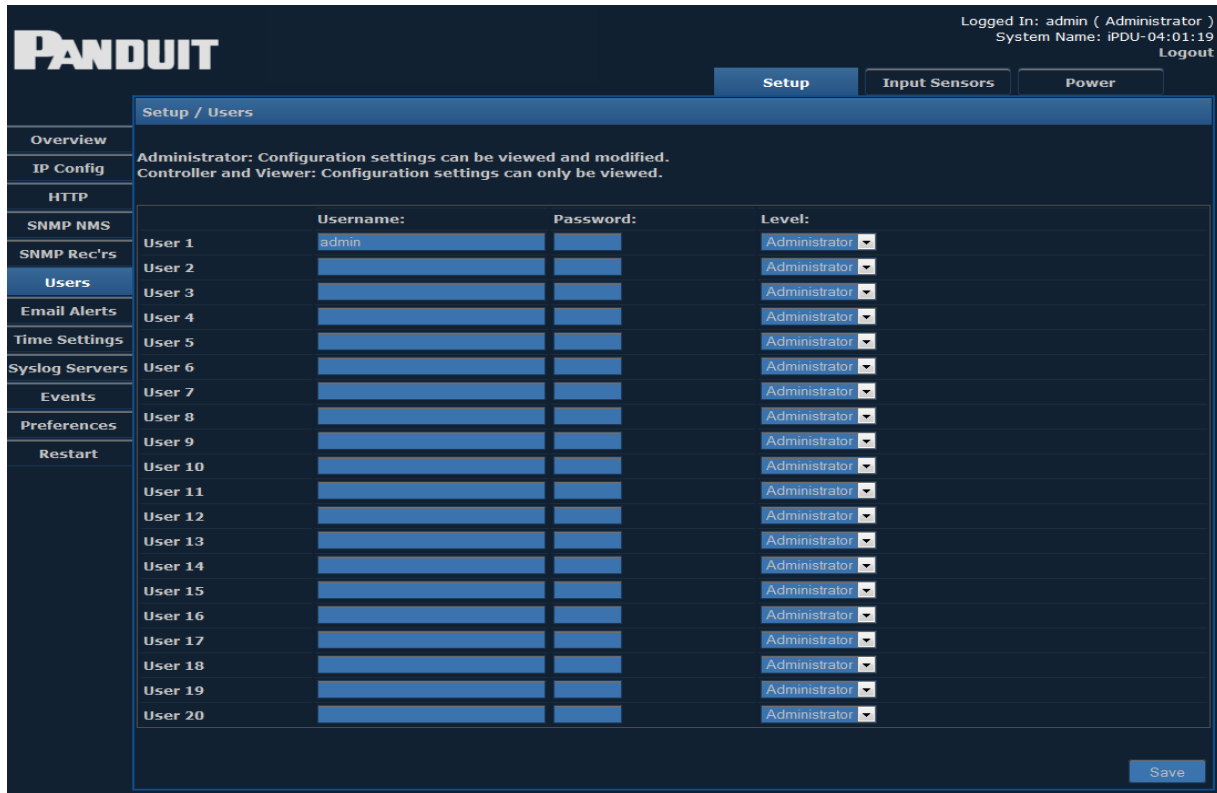 PANDUIT
Logged In: admin ( Administrator )
System Name: iPDU-04:01:19
Logout
Setup
Input Sensors
Power
Setup / Users
Overview
IP Config
HTTP
SNMP NMS
SNMP Rec'rs
Users
Email Alerts
Time Settings
Syslog Servers
Events
Preferences
Restart
Administrator: Configuration settings can be viewed and modified.
Controller and Viewer: Configuration settings can only be viewed.
Username: Password: Level:
User 1 admin Administrator
User 2 Administrator
User 3 Administrator
User 4 Administrator
User 5 Administrator
User 6 Administrator
User 7 Administrator
User 8 Administrator
User 9 Administrator
User 10 Administrator
User 11 Administrator
User 12 Administrator
User 13 Administrator
User 14 Administrator
User 15 Administrator
User 16 Administrator
User 17 Administrator
User 18 Administrator
User 19 Administrator
User 20 Administrator
Save